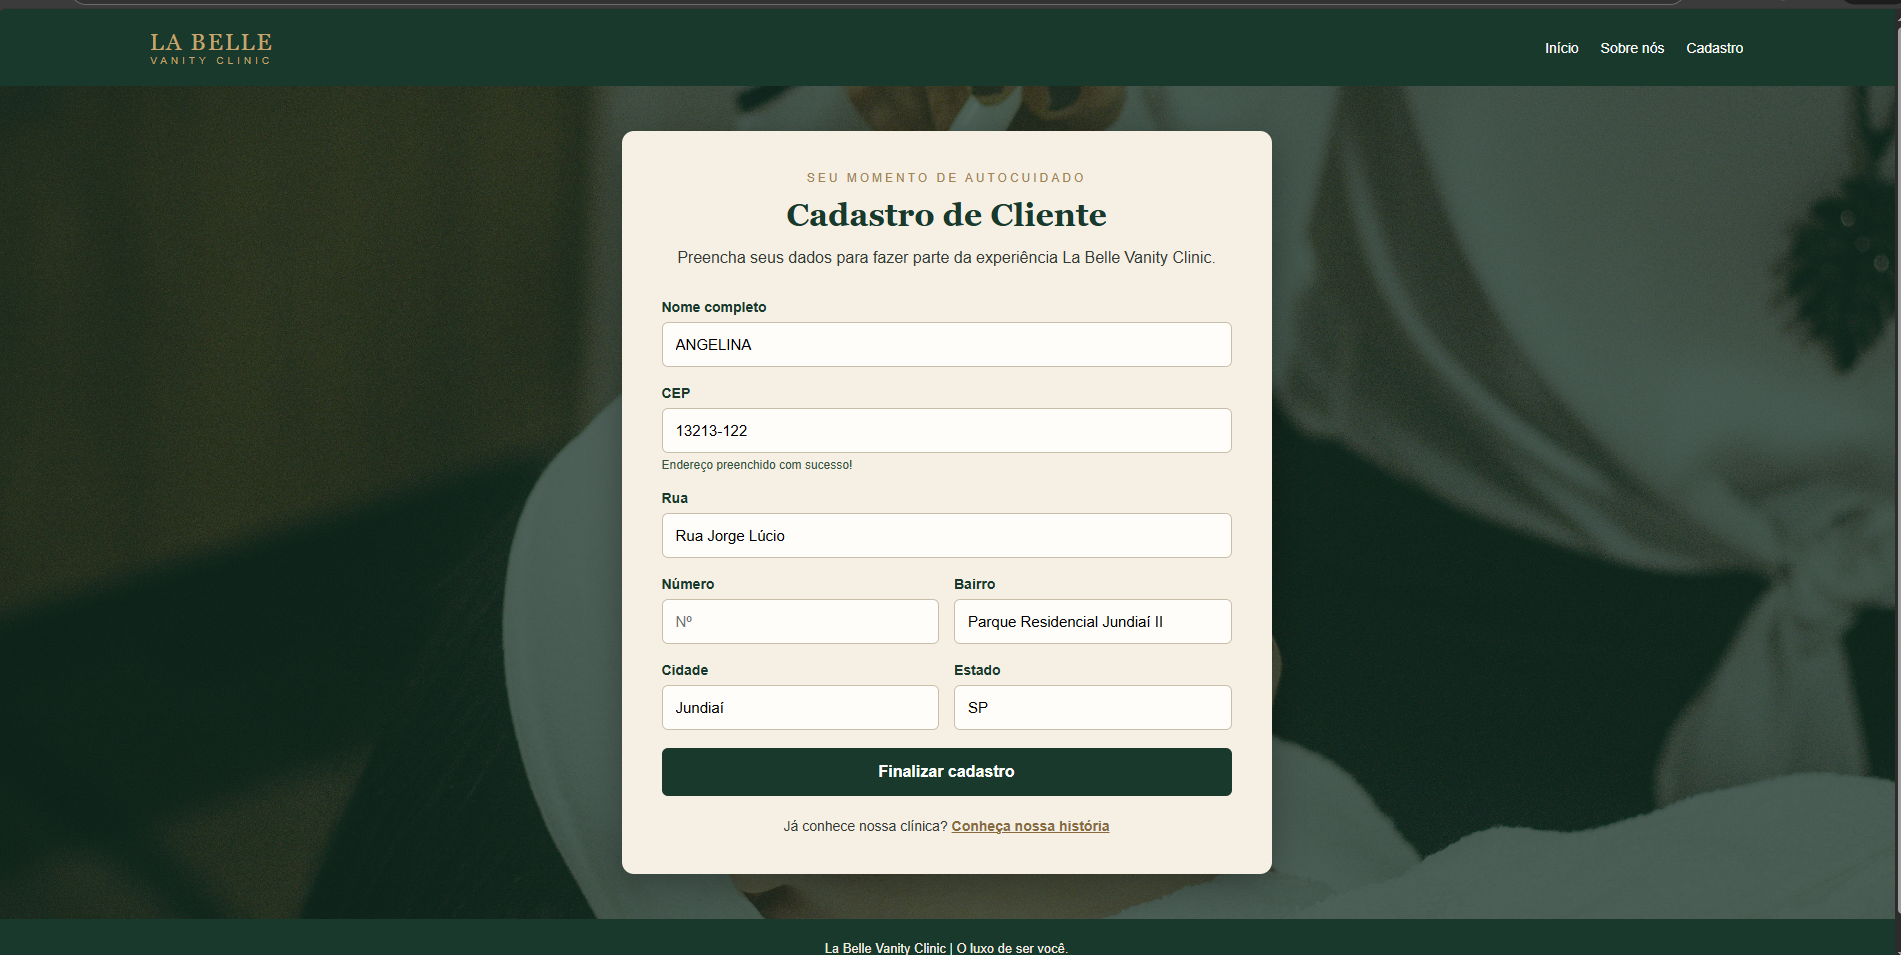 LA BELLE
VANITY CLINIC
Início Sobre nós Cadastro
SEU MOMENTO DE AUTOCUIDADO
Cadastro de Cliente
Preencha seus dados para fazer parte da experiência La Belle Vanity Clinic.
Nome completo
ANGELINA
CEP
13213-122
Endereço preenchido com sucesso!
Rua
Rua Jorge Lúcio
Número Bairro
Nº Parque Residencial Jundiaí II
Cidade Estado
Jundiaí SP
Finalizar cadastro
Já conhece nossa clínica? Conheça nossa história
La Belle Vanity Clinic | O luxo de ser você.